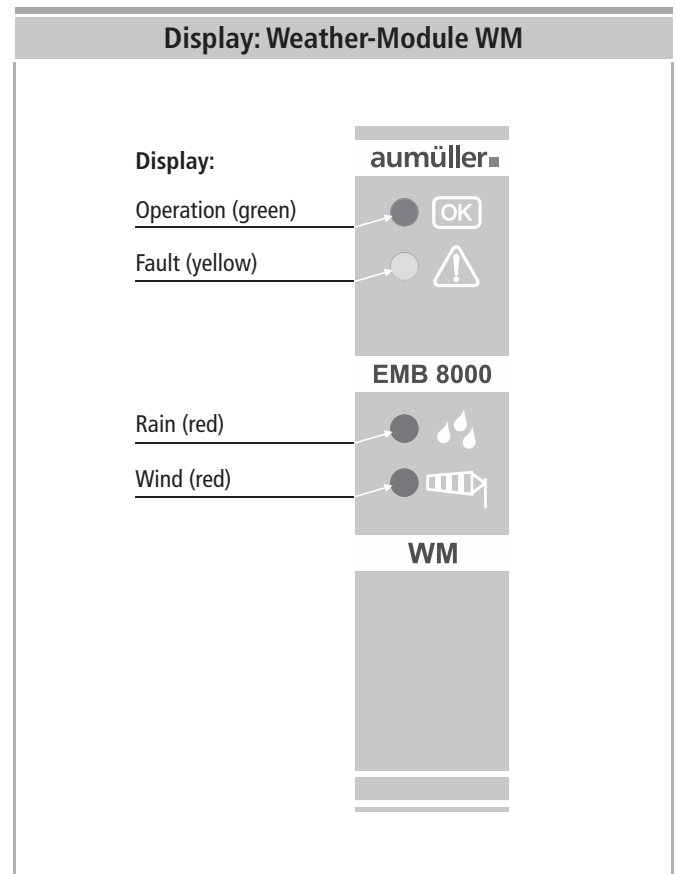 Display: Weather-Module WM
Display:
aumüller
Operation (green)
OK
Fault (yellow)
EMB 8000
Rain (red)
Wind (red)
WM